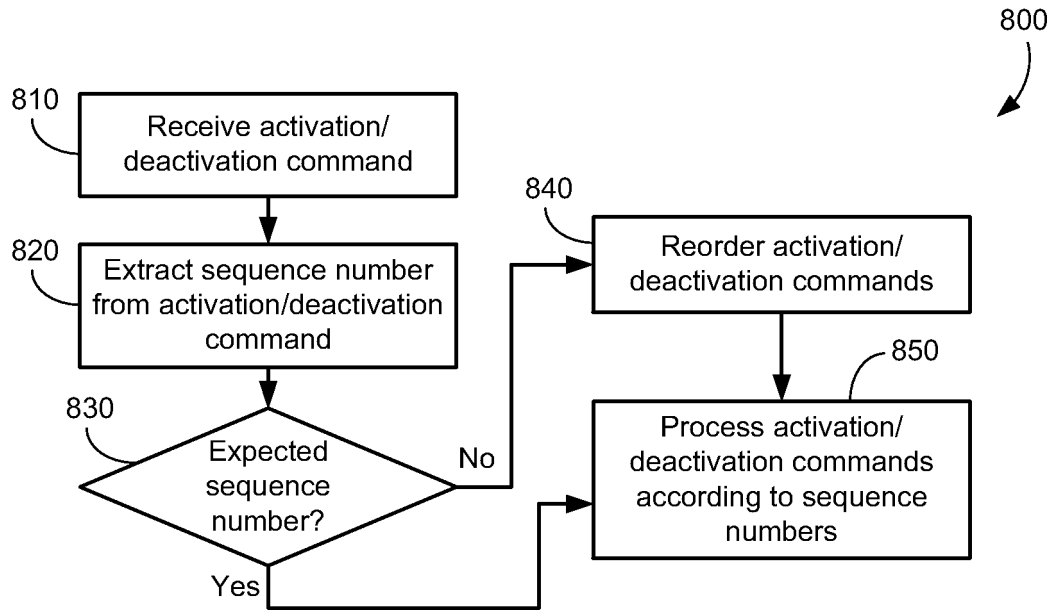 800
810
Receive activation/
deactivation command
820
Extract sequence number
from activation/deactivation
command
830
Expected
sequence
number?
No
Yes
840
Reorder activation/
deactivation commands
850
Process activation/
deactivation commands
according to sequence
numbers